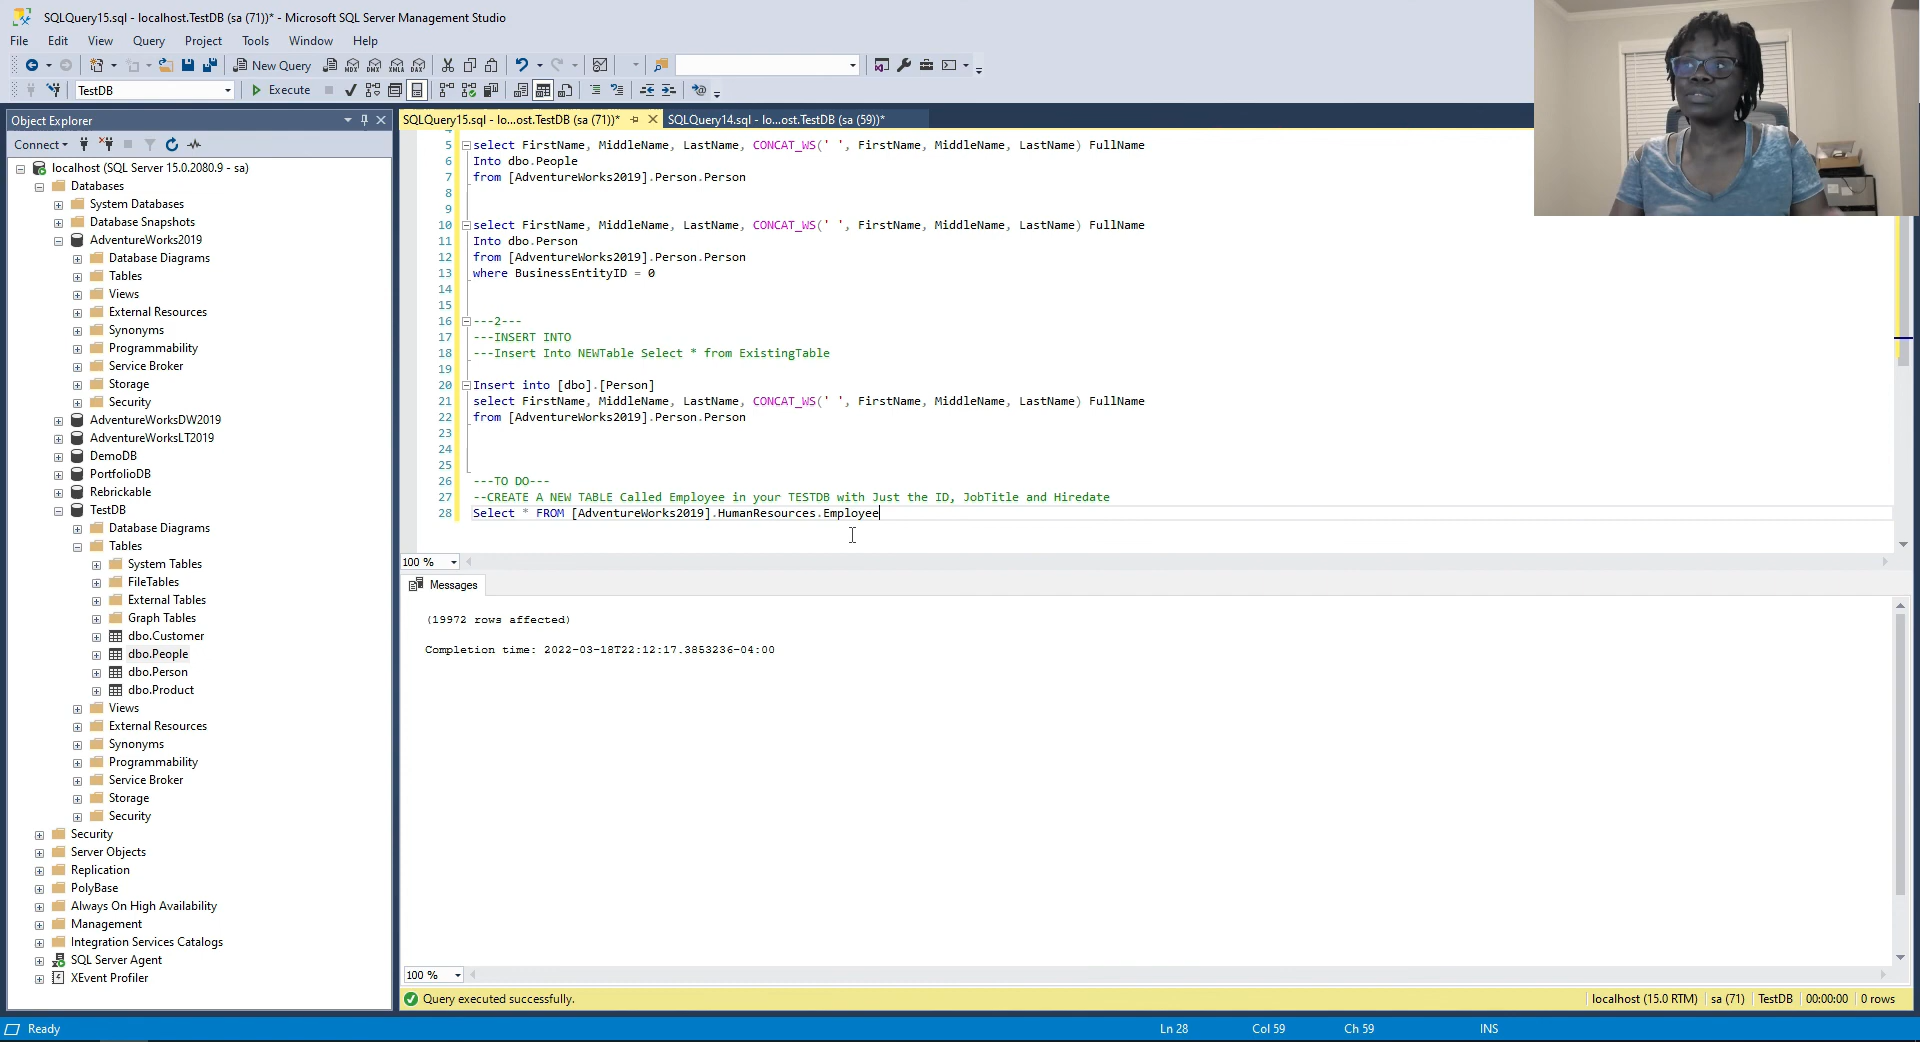 SQLQuery15.sql - localhost.TestDB (sa (71))* - Microsoft SQL Server Management Studio
File Edit View Query Project Tools Window Help
New Query
TestDB Execute
Object Explorer
Connect
localhost (SQL Server 15.0.2080.9 - sa)
Databases
System Databases
Database Snapshots
AdventureWorks2019
Database Diagrams
Tables
Views
External Resources
Synonyms
Programmability
Service Broker
Storage
Security
AdventureWorksDW2019
AdventureWorksLT2019
DemoDB
PortfolioDB
Rebrickable
TestDB
Database Diagrams
Tables
System Tables
FileTables
External Tables
Graph Tables
dbo.Customer
dbo.People
dbo.Person
dbo.Product
Views
External Resources
Synonyms
Programmability
Service Broker
Storage
Security
Security
Server Objects
Replication
PolyBase
Always On High Availability
Management
Integration Services Catalogs
SQL Server Agent
XEvent Profiler
SQLQuery15.sql - lo...ost.TestDB (sa (71))* SQLQuery14.sql - lo...ost.TestDB (sa (59))*
5 select FirstName, MiddleName, LastName, CONCAT_WS(' ', FirstName, MiddleName, LastName) FullName
6 Into dbo.People
7 from [AdventureWorks2019].Person.Person
8
9
10 select FirstName, MiddleName, LastName, CONCAT_WS(' ', FirstName, MiddleName, LastName) FullName
11 Into dbo.Person
12 from [AdventureWorks2019].Person.Person
13 where BusinessEntityID = 0
14
15
16 ---2---
17 ---INSERT INTO
18 ---Insert Into NEWTable Select * from ExistingTable
19
20 Insert into [dbo].[Person]
21 select FirstName, MiddleName, LastName, CONCAT_WS(' ', FirstName, MiddleName, LastName) FullName
22 from [AdventureWorks2019].Person.Person
23
24
25
26 ---TO DO---
27 --CREATE A NEW TABLE Called Employee in your TESTDB with Just the ID, JobTitle and Hiredate
28 Select * FROM [AdventureWorks2019].HumanResources.Employee
100 %
Messages
(19972 rows affected)
Completion time: 2022-03-18T22:12:17.3853236-04:00
100 %
Query executed successfully. localhost (15.0 RTM) sa (71) TestDB 00:00:00 0 rows
Ready Ln 28 Col 59 Ch 59 INS